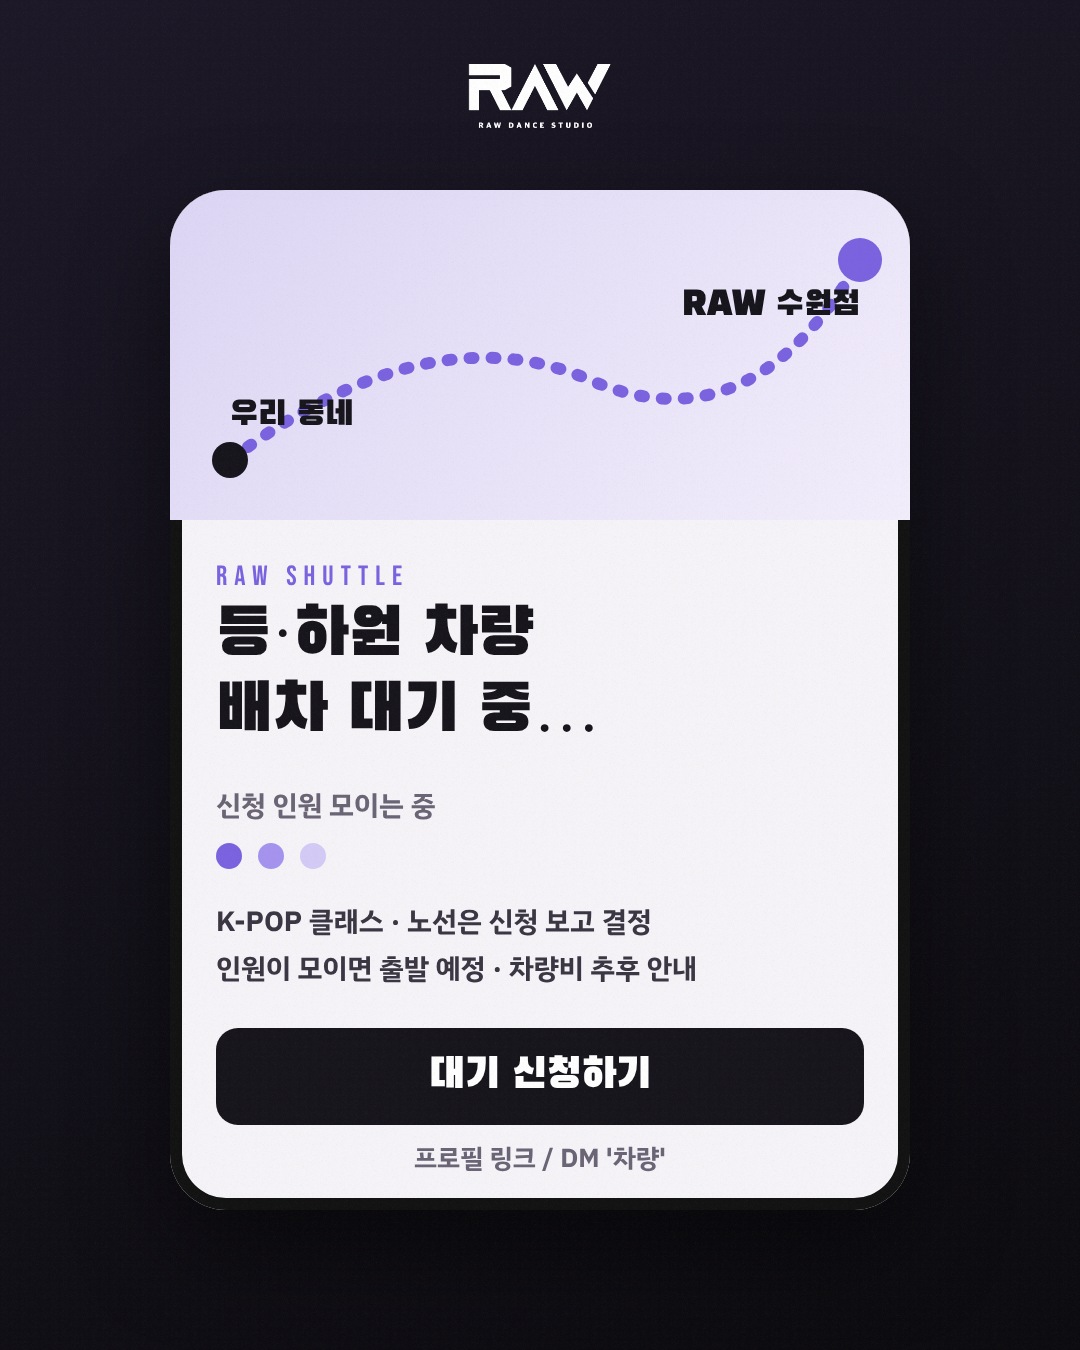 RAW
RAW DANCE STUDIO
RAW 수원점
우리 동네
RAW SHUTTLE
등·하원 차량
배차 대기 중...
신청 인원 모이는 중
K-POP 클래스 · 노선은 신청 보고 결정
인원이 모이면 출발 예정 · 차량비 추후 안내
대기 신청하기
프로필 링크 / DM '차량'